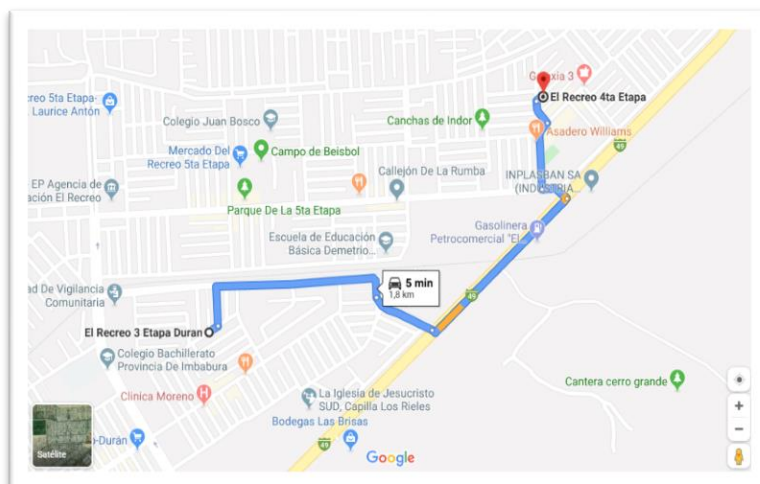 Galaxia 3
El Recreo 4ta Etapa
creo 5ta Etapa-
Laurice Antón
Colegio Juan Bosco
Canchas de Indor
Asadero Williams
Mercado Del
Recreo 5ta Etapa
Campo de Beisbol
49
EP Agencia de
ación El Recreo
Callejón De La Rumba
INPLASBAN SA
(INDUSTRIA...
Parque De La 5ta Etapa
Gasolinera
Petrocomercial "El...
Escuela de Educación
Básica Demetrio...
ad De Vigilancia
Comunitaria
5 min
1,8 km
49
El Recreo 3 Etapa Duran
Colegio Bachillerato
Provincia De Imbabura
Cantera cerro grande
Clinica Moreno
La Iglesia de Jesucristo
SUD, Capilla Los Rieles
Bodegas Las Brisas
-Durán
49
Satélite
Google